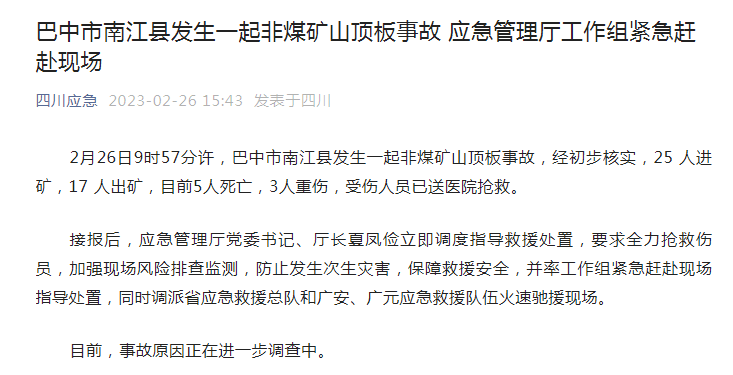 巴中市南江县发生一起非煤矿山顶板事故 应急管理厅工作组紧急赶
赴现场
四川应急 2023-02-26 15:43 发表于四川
2月26日9时57分许，巴中市南江县发生一起非煤矿山顶板事故，经初步核实，25 人进
矿，17 人出矿，目前5人死亡，3人重伤，受伤人员已送医院抢救。
接报后，应急管理厅党委书记、厅长夏凤俭立即调度指导救援处置，要求全力抢救伤
员，加强现场风险排查监测，防止发生次生灾害，保障救援安全，并率工作组紧急赶赴现场
指导处置，同时调派省应急救援总队和广安、广元应急救援队伍火速驰援现场。
目前，事故原因正在进一步调查中。